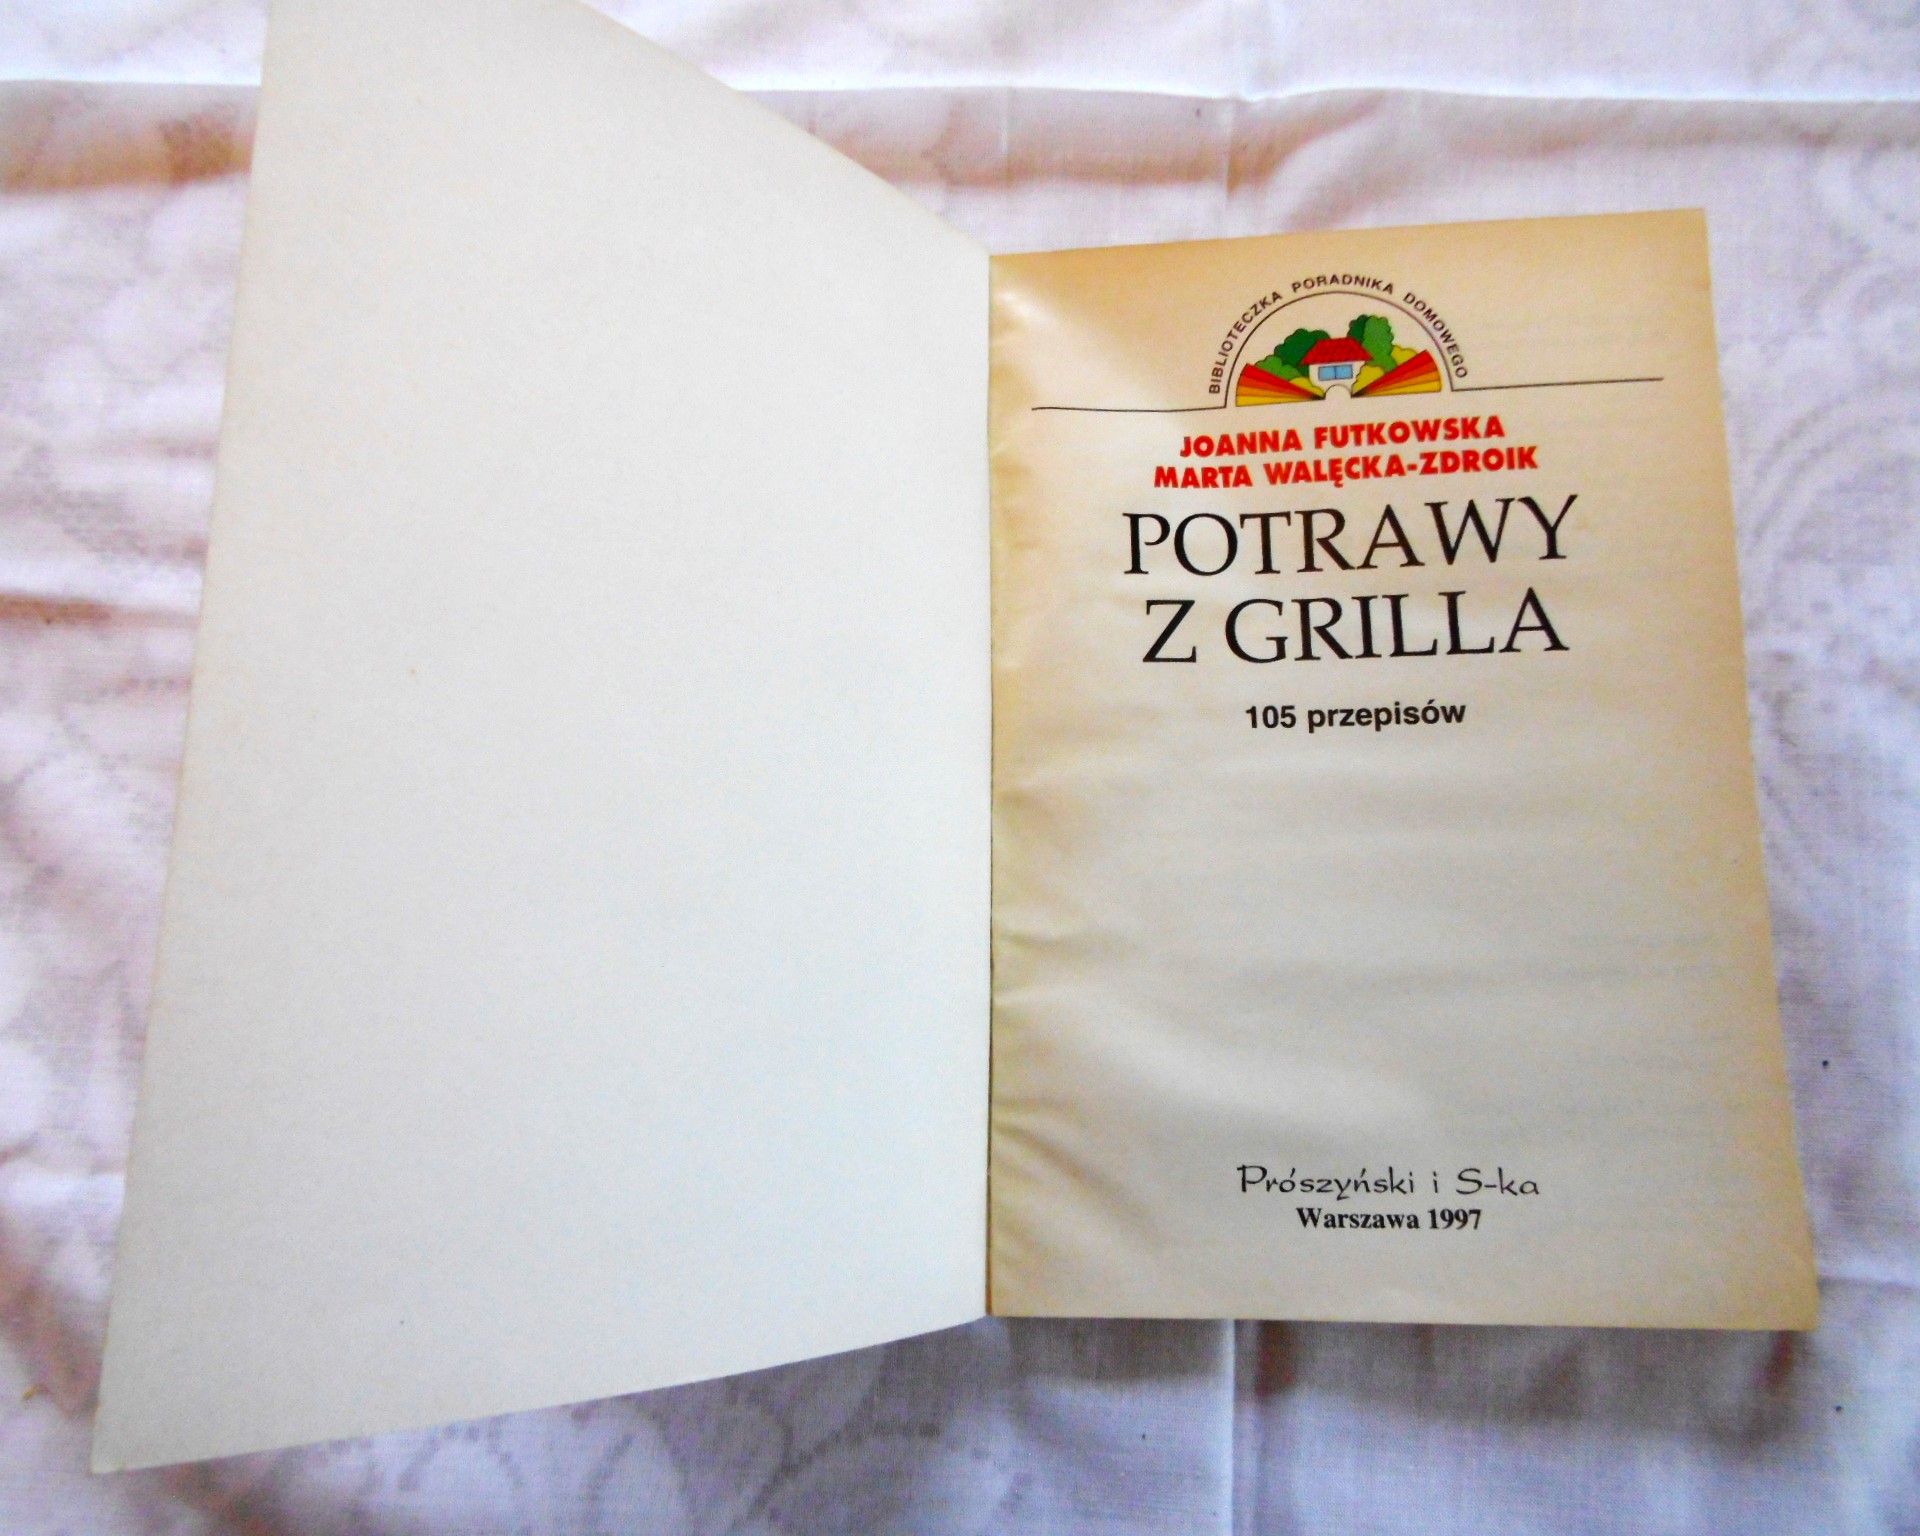 BIBLIOTECZKA PORADNIKA DOMOWEGO
JOANNA FUTKOWSKA
MARTA WALĘCKA-ZDROIK
POTRAWY
Z GRILLA
105 przepisów
Prószyński i S-ka
Warszawa 1997